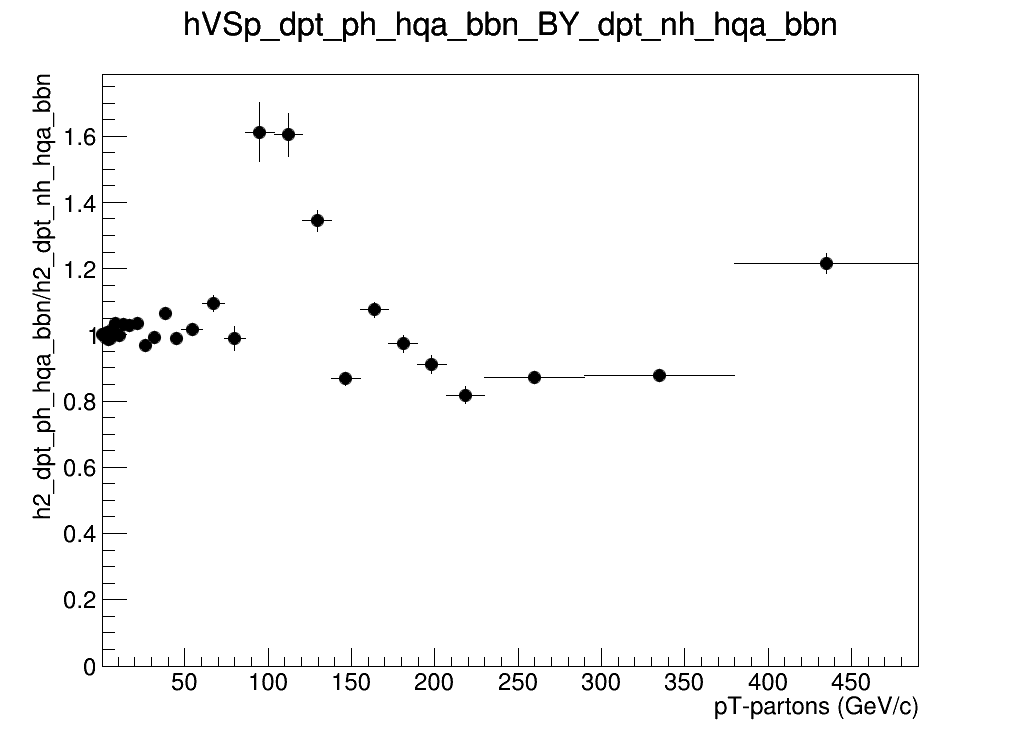 hVSp_dpt_ph_hqa_bbn_BY_dpt_nh_hqa_bbn
h2_dpt_ph_hqa_bbn/h2_dpt_nh_hqa_bbn
1.6
1.4
1.2
1
0.8
0.6
0.4
0.2
0
50 100 150 200 250 300 350 400 450
pT-partons (GeV/c)